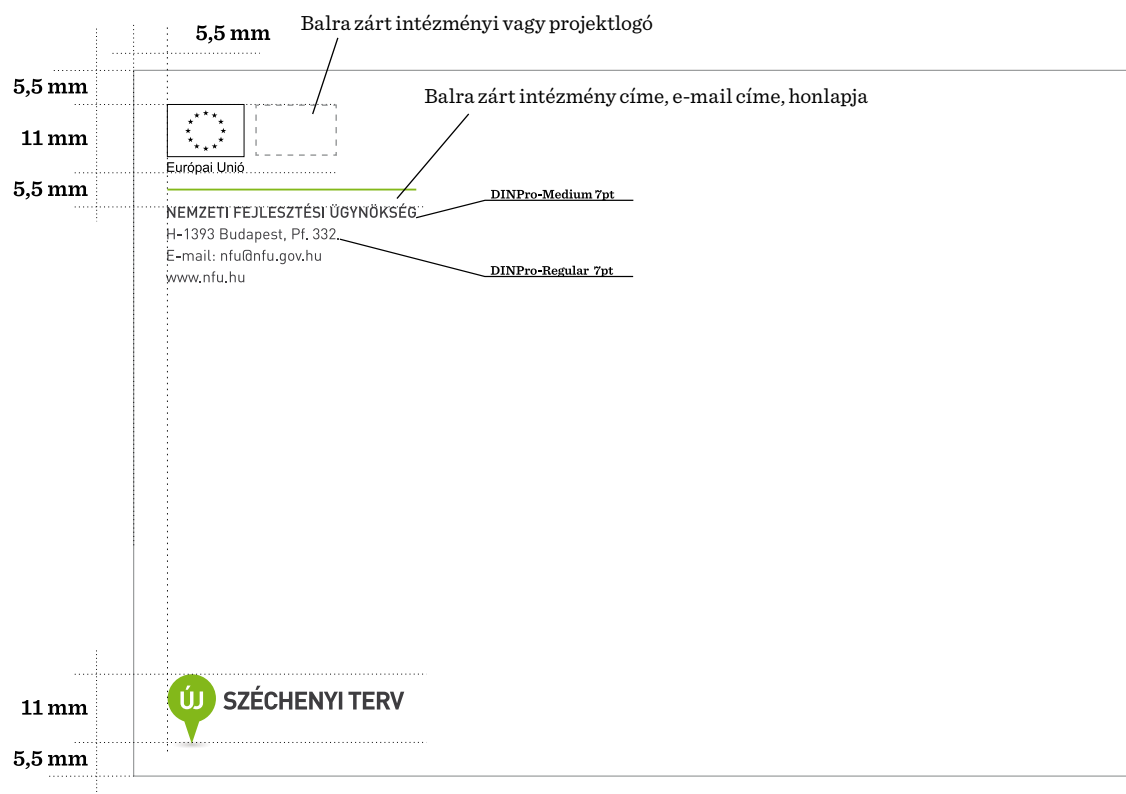 Balra zárt intézményi vagy projektlogó
5,5 mm
5,5 mm
Balra zárt intézmény címe, e-mail címe, honlapja
11 mm
Európai Unió
5,5 mm
DINPro-Medium 7pt
NEMZETI FEJLESZTÉSI ÜGYNÖKSÉG
H-1393 Budapest, Pf. 332.
E-mail: nfu@nfu.gov.hu
DINPro-Regular 7pt
www.nfu.hu
ÚJ SZÉCHENYI TERV
11 mm
5,5 mm